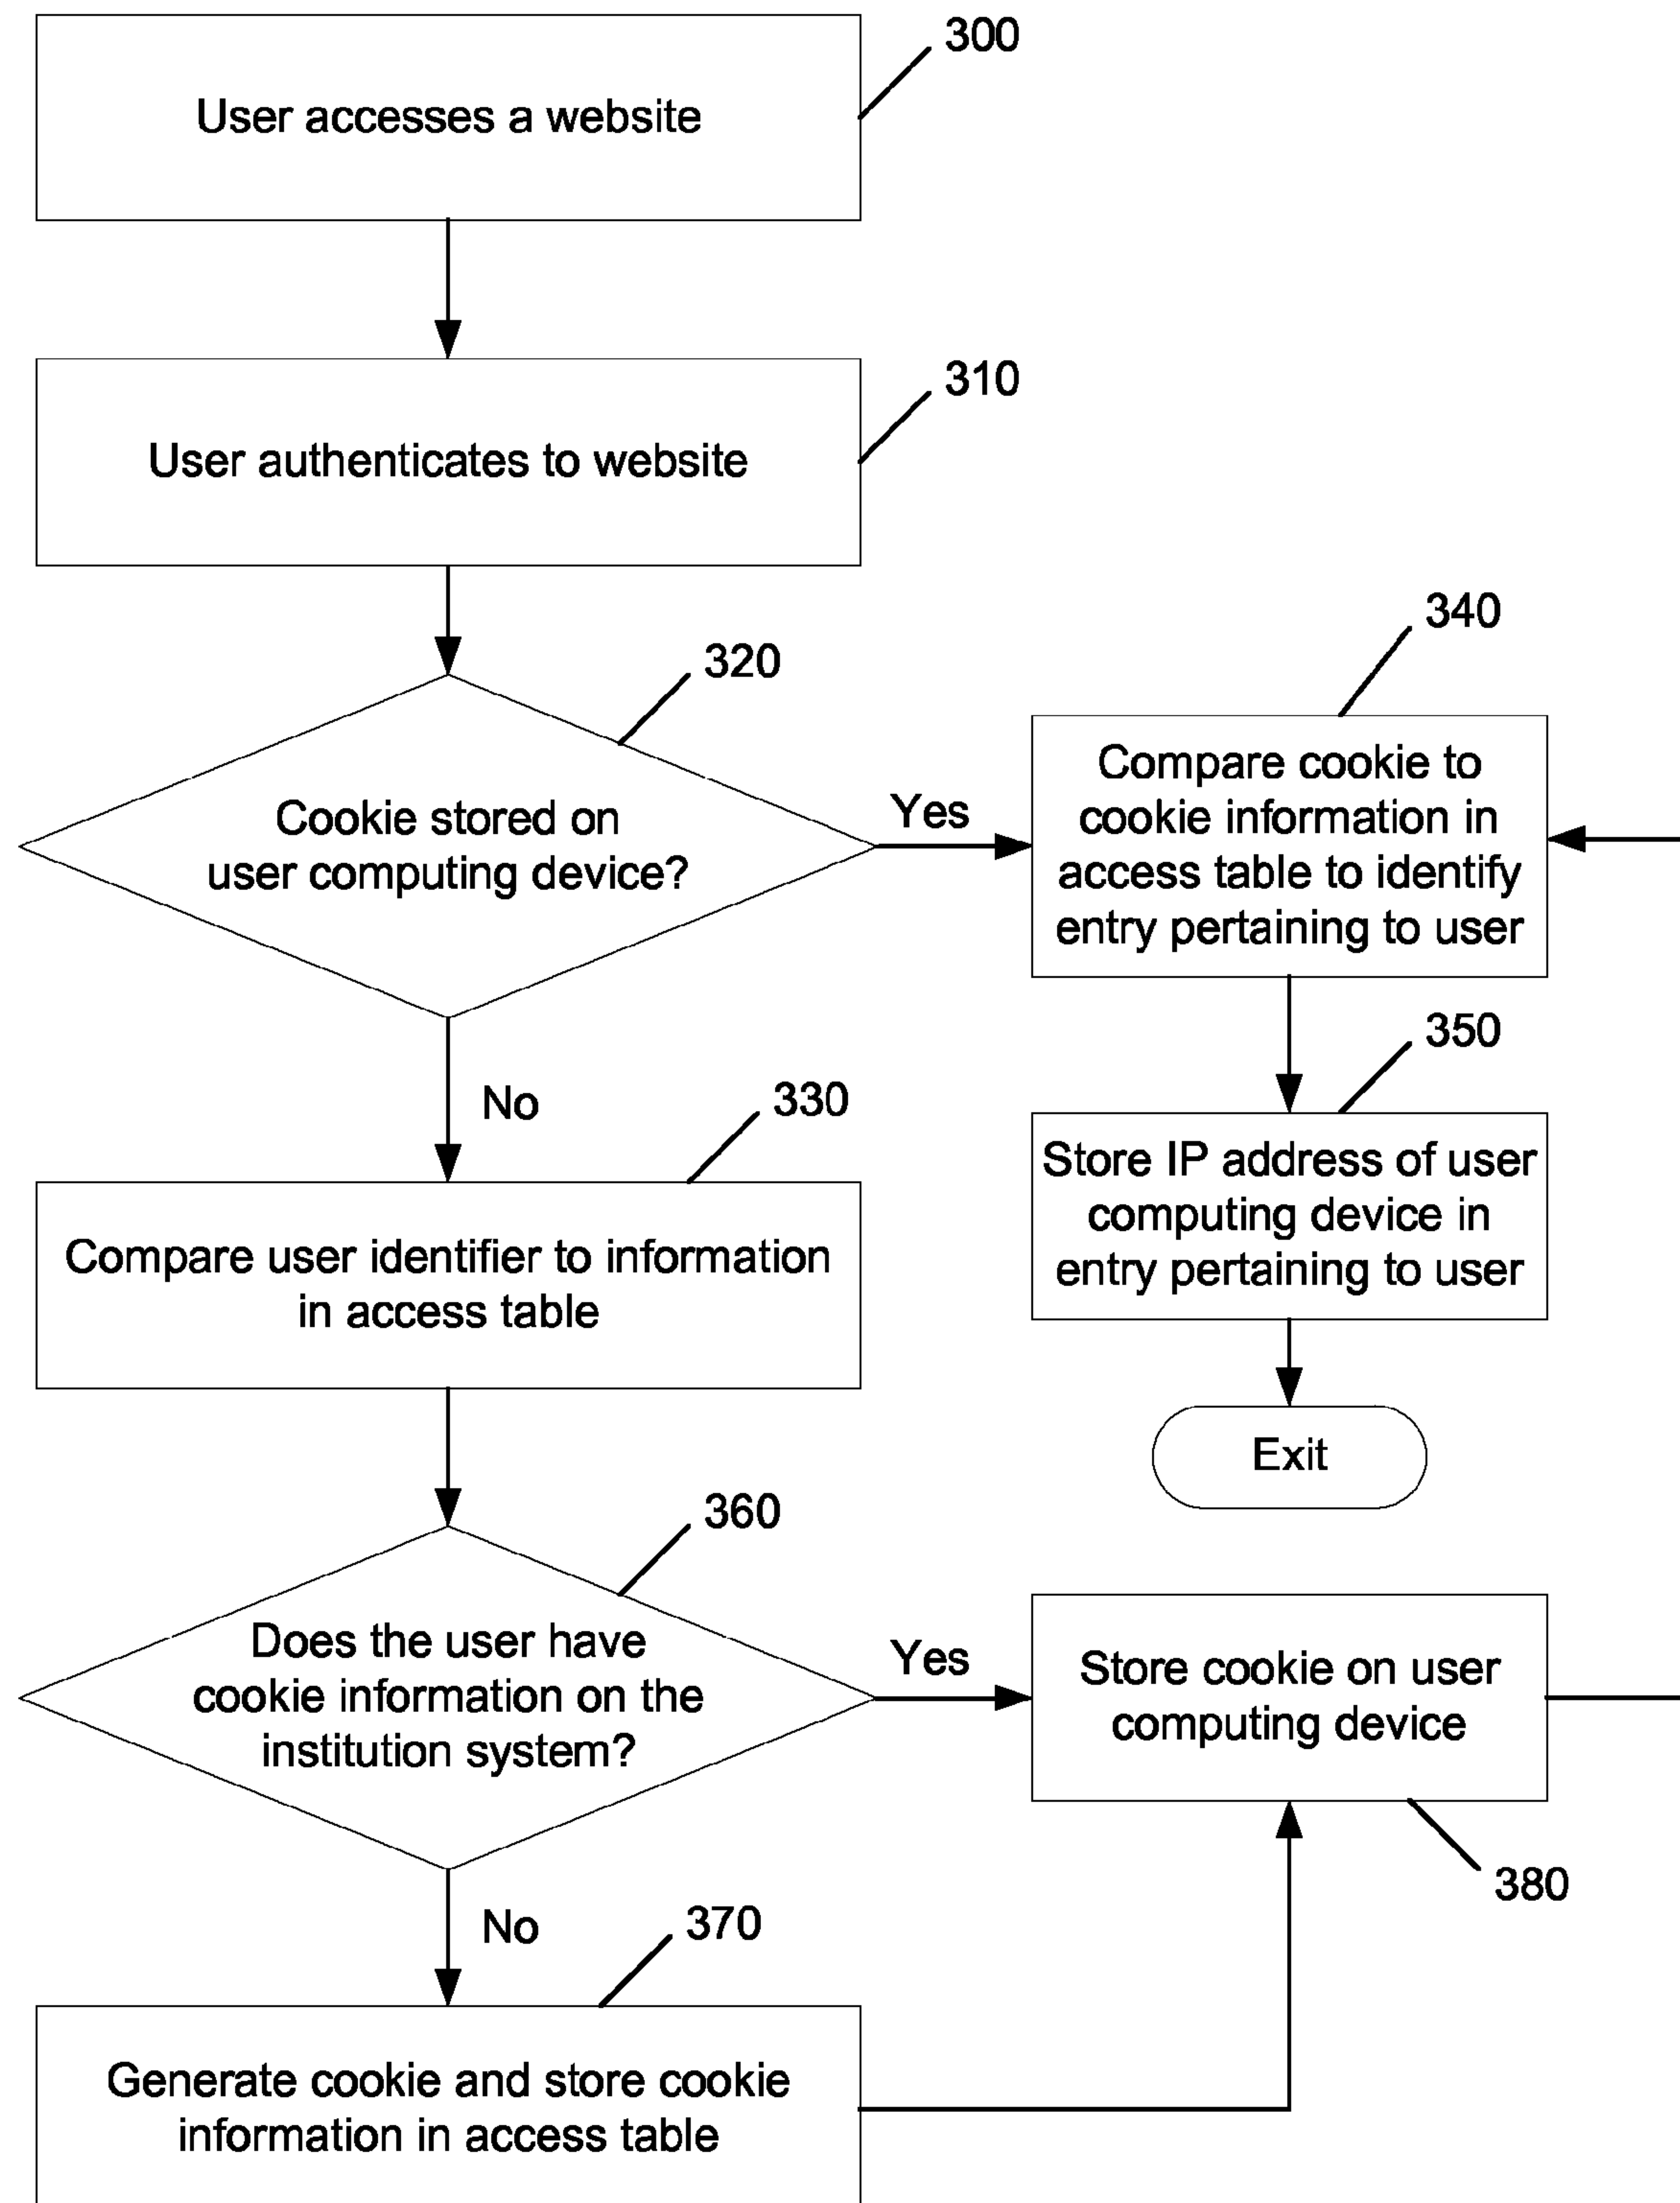 300
User accesses a website
310
User authenticates to website
320
Cookie stored on
user computing device?
Yes
No
340
Compare cookie to
cookie information in
access table to identify
entry pertaining to user
350
Store IP address of user
computing device in
entry pertaining to user
Exit
330
Compare user identifier to information
in access table
360
Does the user have
cookie information on the
institution system?
Yes
No
Store cookie on user
computing device
380
370
Generate cookie and store cookie
information in access table